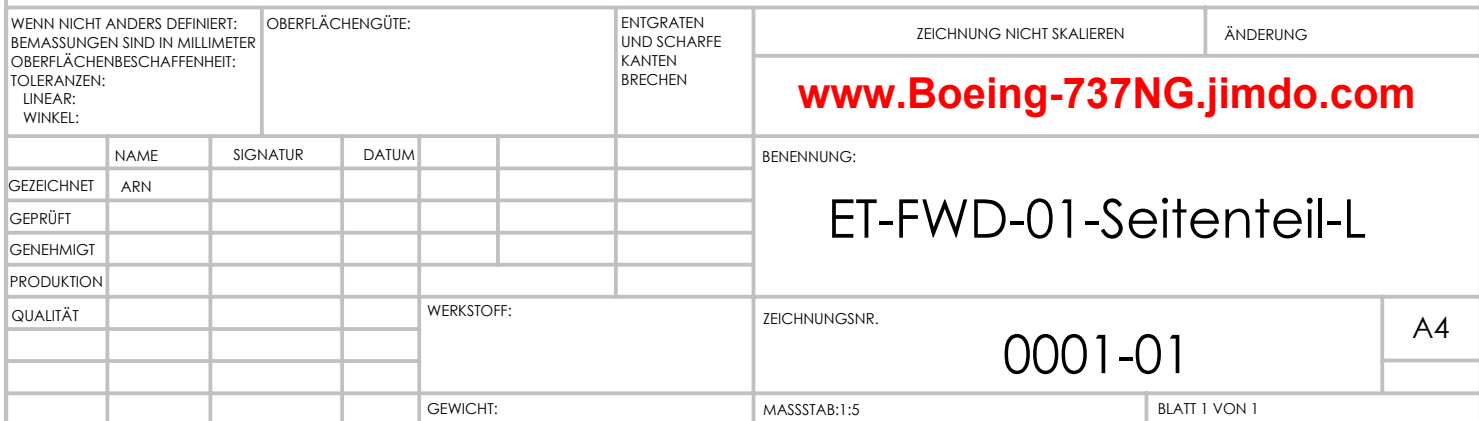 WENN NICHT ANDERS DEFINIERT:
BEMASSUNGEN SIND IN MILLIMETER
OBERFLÄCHENBESCHAFFENHEIT:
TOLERANZEN:
LINEAR:
WINKEL:
OBERFLÄCHENGÜTE:
ENTGRATEN
UND SCHARFE
KANTEN
BRECHEN
ZEICHNUNG NICHT SKALIEREN
ÄNDERUNG
www.Boeing-737NG.jimdo.com
NAME SIGNATUR DATUM
GEZEICHNET ARN
GEPRÜFT
GENEHMIGT
PRODUKTION
QUALITÄT
BENENNUNG:
ET-FWD-01-Seitenteil-L
WERKSTOFF:
ZEICHNUNGSNR.
0001-01
A4
GEWICHT:
MASSSTAB:1:5
BLATT 1 VON 1